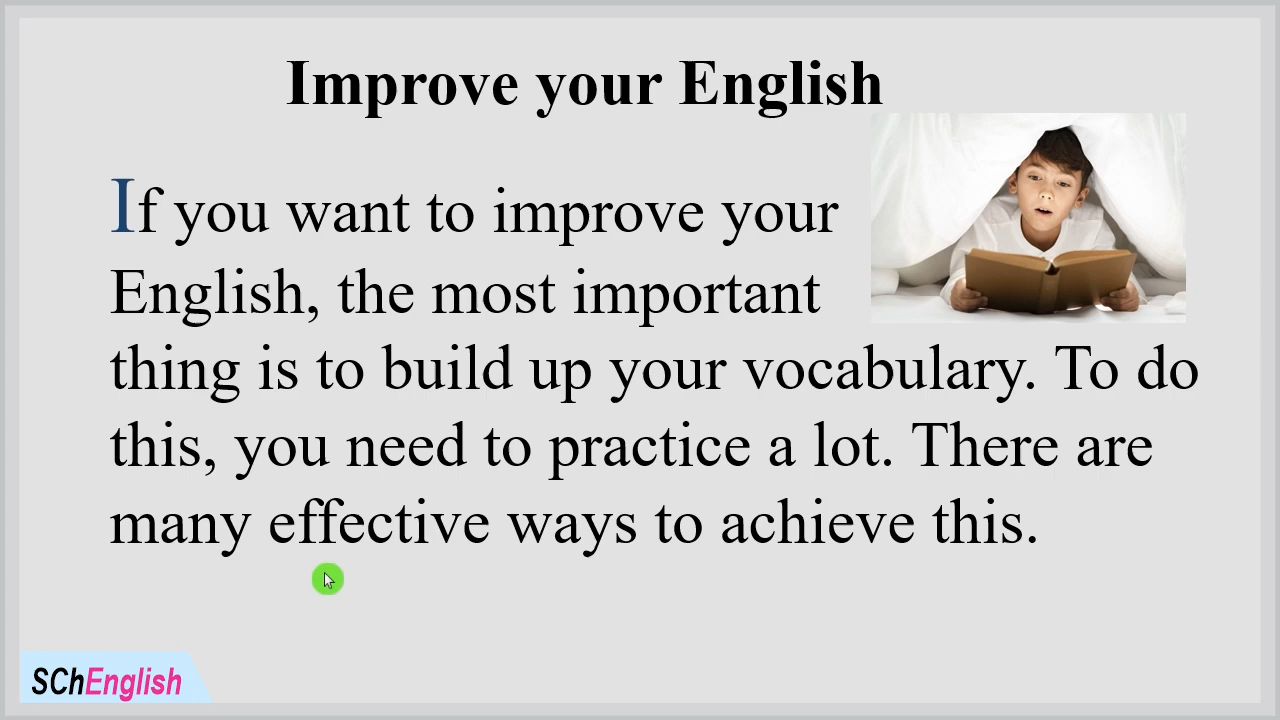 Improve your English
If you want to improve your
English, the most important
thing is to build up your vocabulary. To do
this, you need to practice a lot. There are
many effective ways to achieve this.
SChEnglish